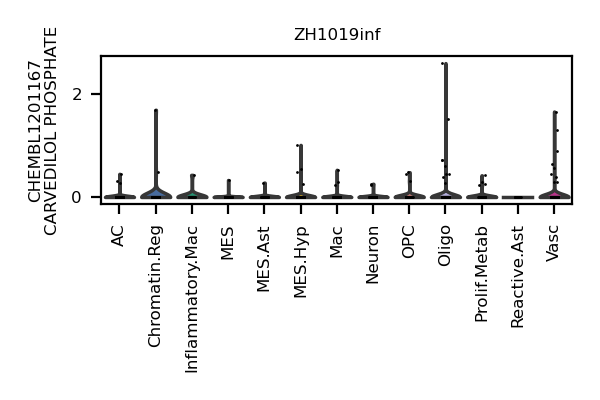 ZH1019inf
CHEMBL1201167
CARVEDILOL PHOSPHATE
2
0
AC
Chromatin.Reg
Inflammatory.Mac
MES
MES.Ast
MES.Hyp
Mac
Neuron
OPC
Oligo
Prolif.Metab
Reactive.Ast
Vasc